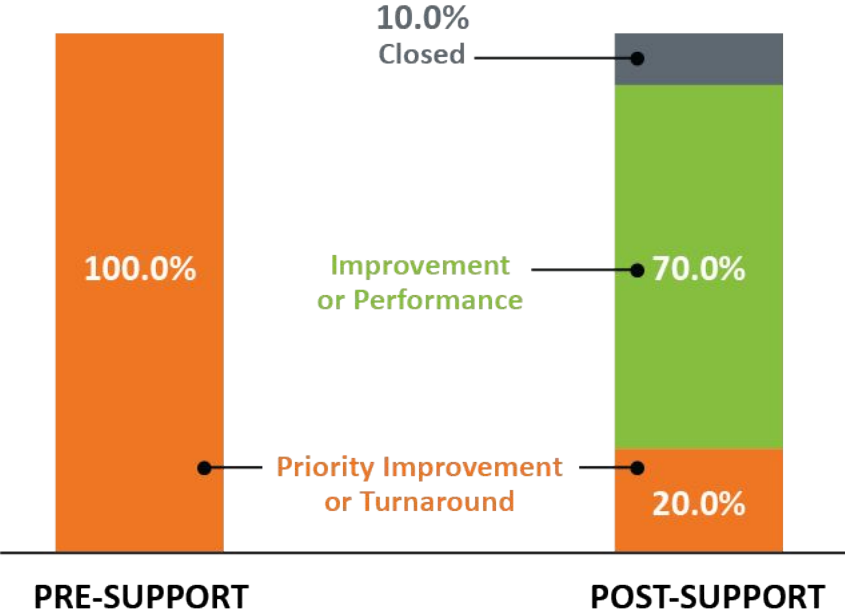 10.0%
Closed
100.0%
Improvement
or Performance
70.0%
Priority Improvement
or Turnaround
20.0%
PRE-SUPPORT
POST-SUPPORT